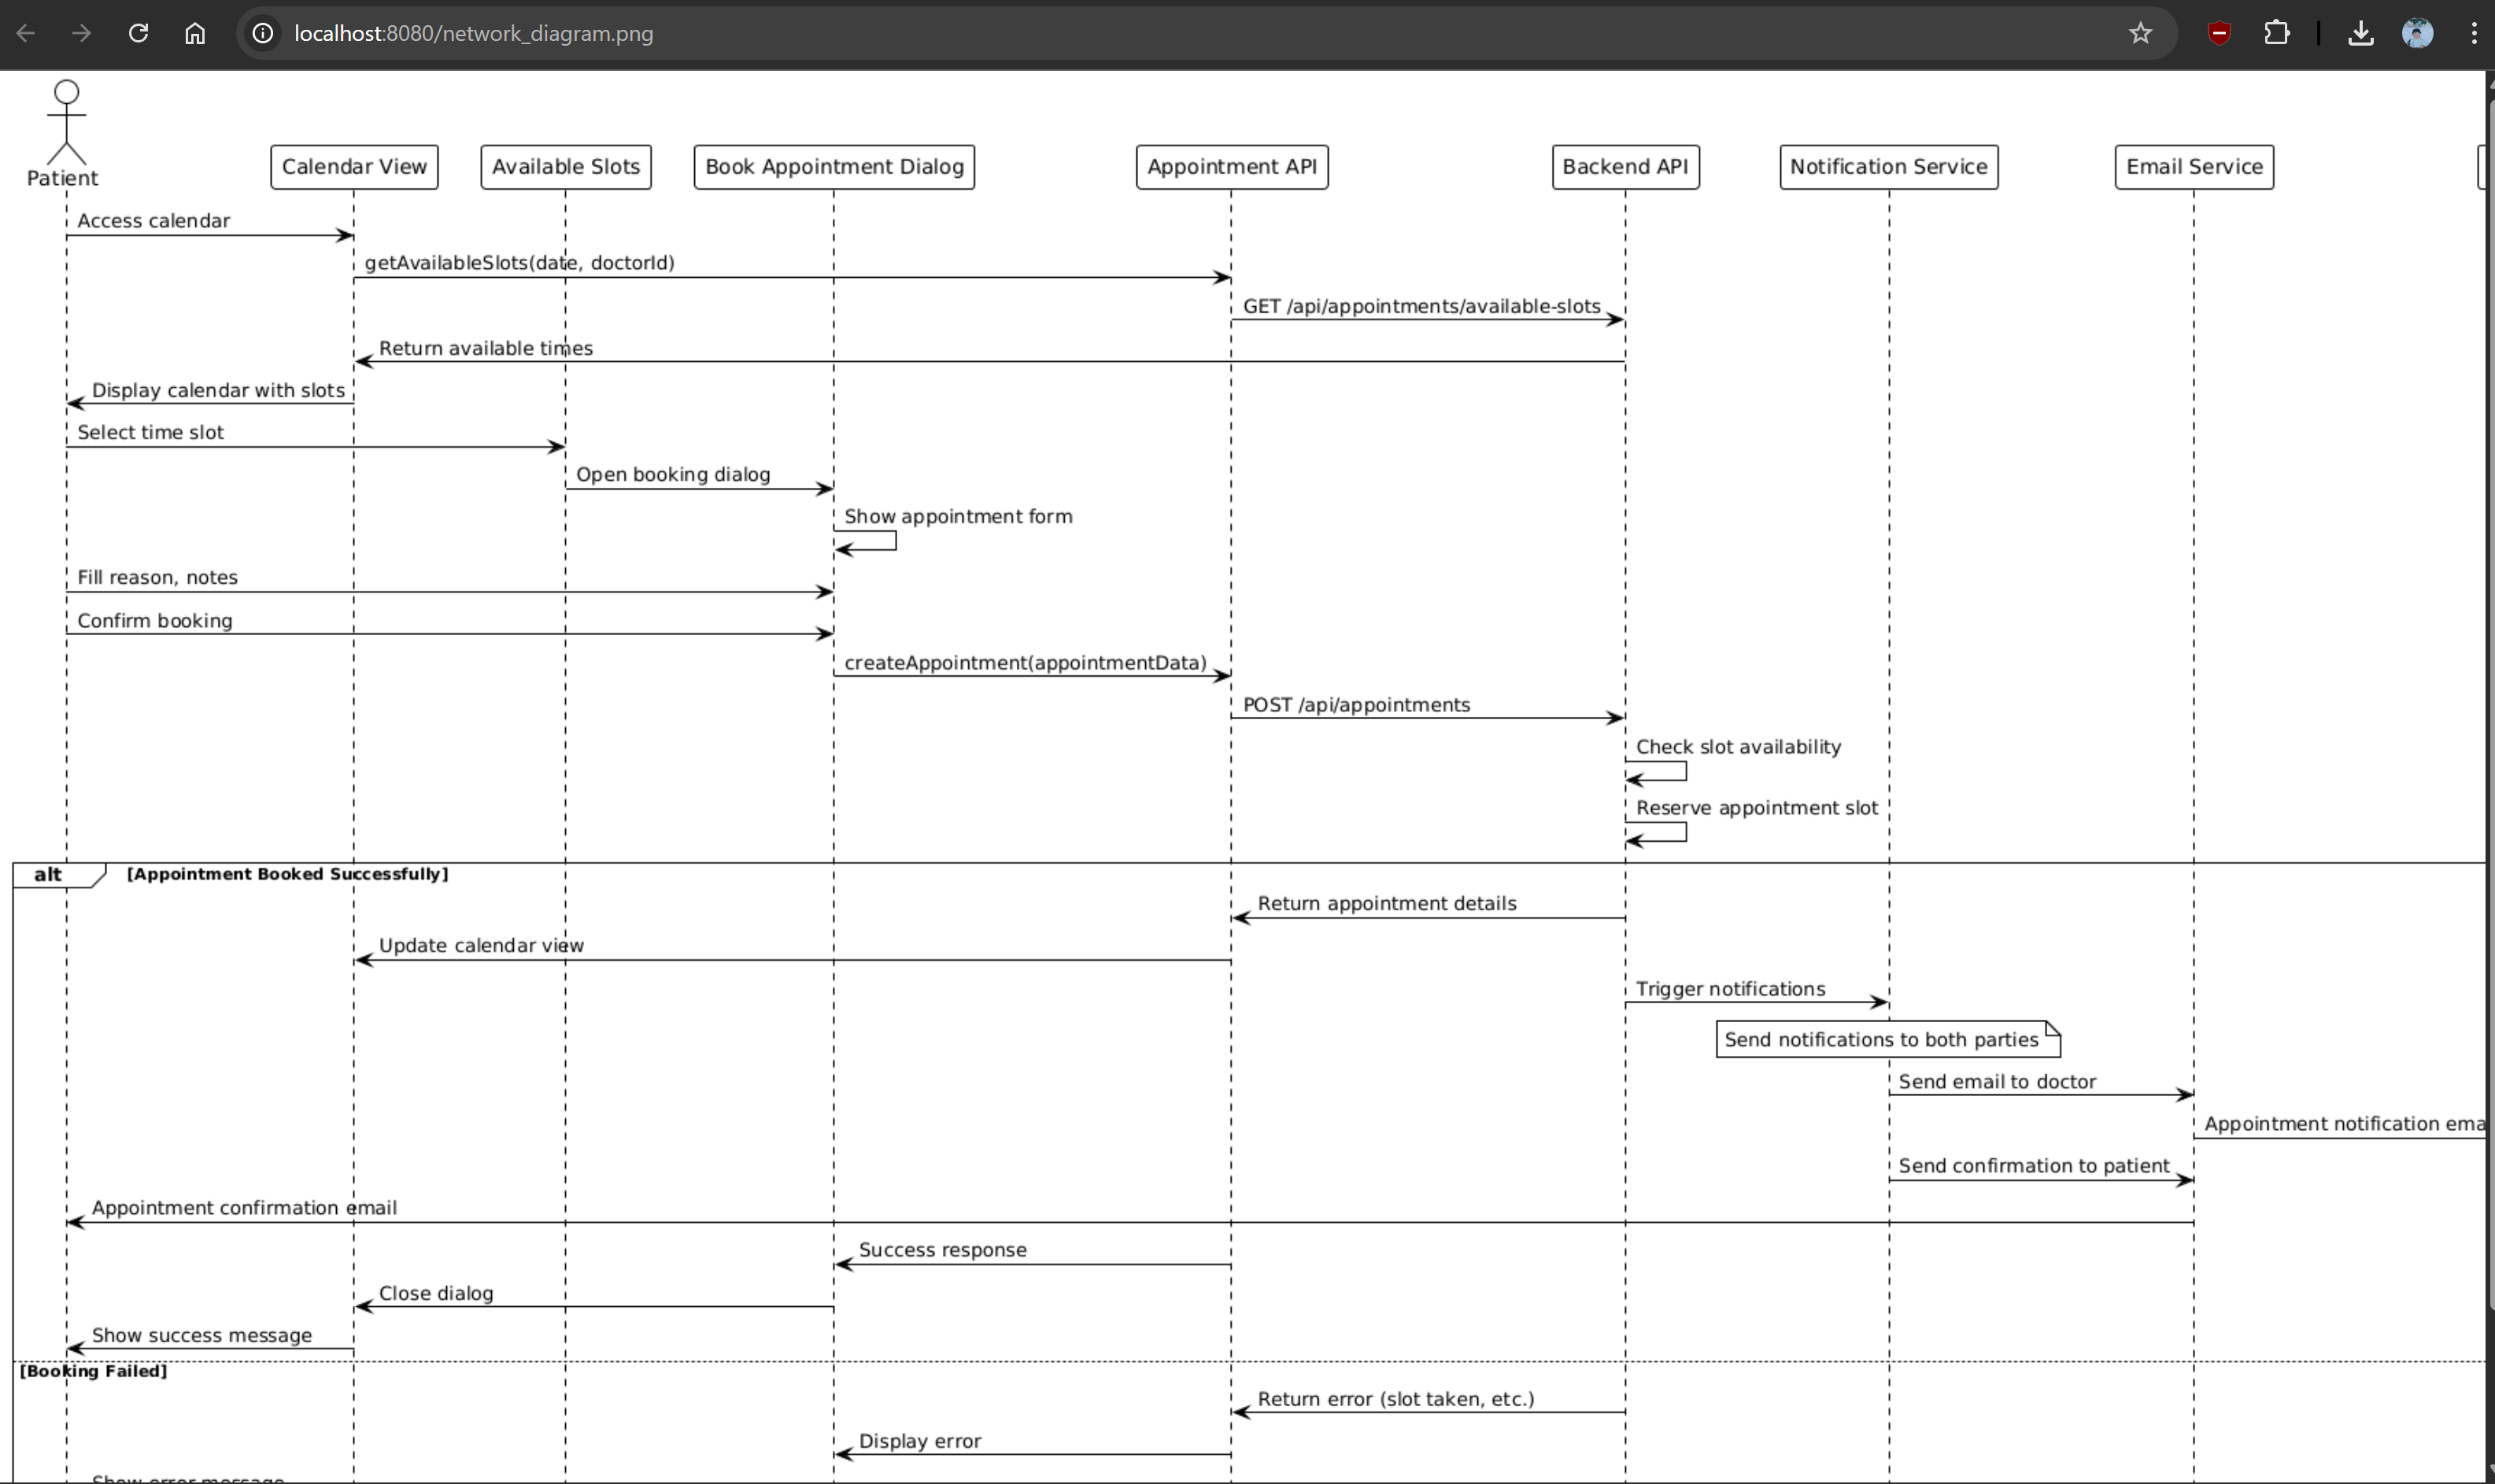 localhost:8080/network_diagram.png
Patient
Calendar View
Available Slots
Book Appointment Dialog
Appointment API
Backend API
Notification Service
Email Service
Access calendar
getAvailableSlots(date, doctorId)
GET /api/appointments/available-slots
Return available times
Display calendar with slots
Select time slot
Open booking dialog
Show appointment form
Fill reason, notes
Confirm booking
createAppointment(appointmentData)
POST /api/appointments
Check slot availability
Reserve appointment slot
alt [Appointment Booked Successfully]
Return appointment details
Update calendar view
Trigger notifications
Send notifications to both parties
Send email to doctor
Appointment notification ema
Send confirmation to patient
Appointment confirmation email
Success response
Close dialog
Show success message
[Booking Failed]
Return error (slot taken, etc.)
Display error
Show error message